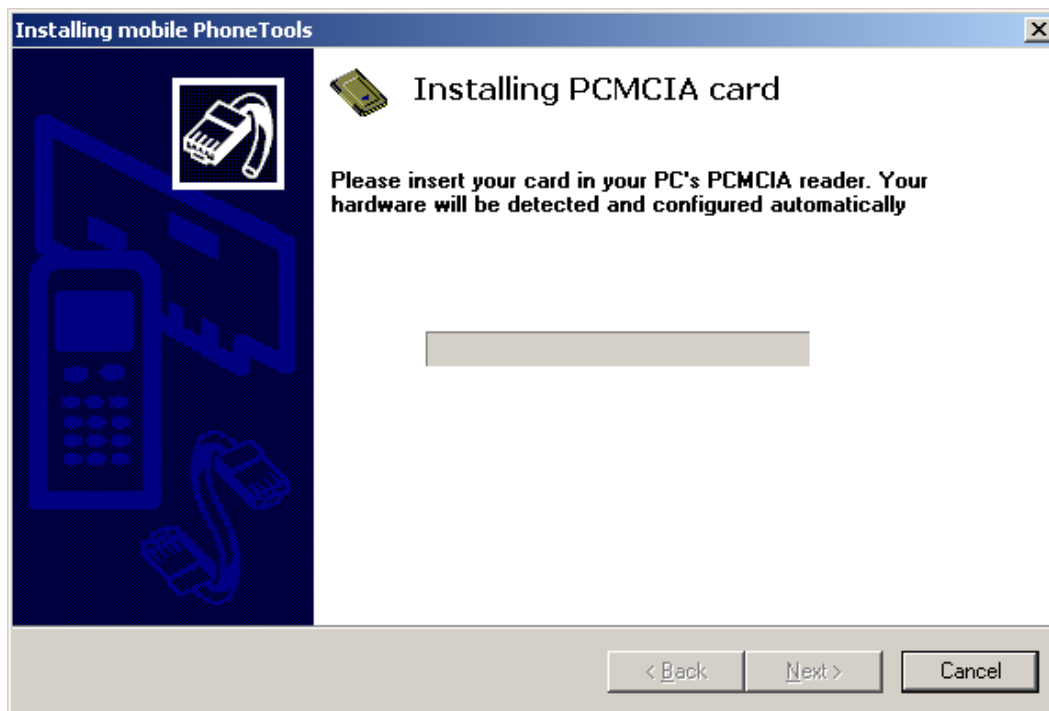 Installing mobile PhoneTools
Installing PCMCIA card
Please insert your card in your PC's PCMCIA reader. Your
hardware will be detected and configured automatically
< Back
Next >
Cancel